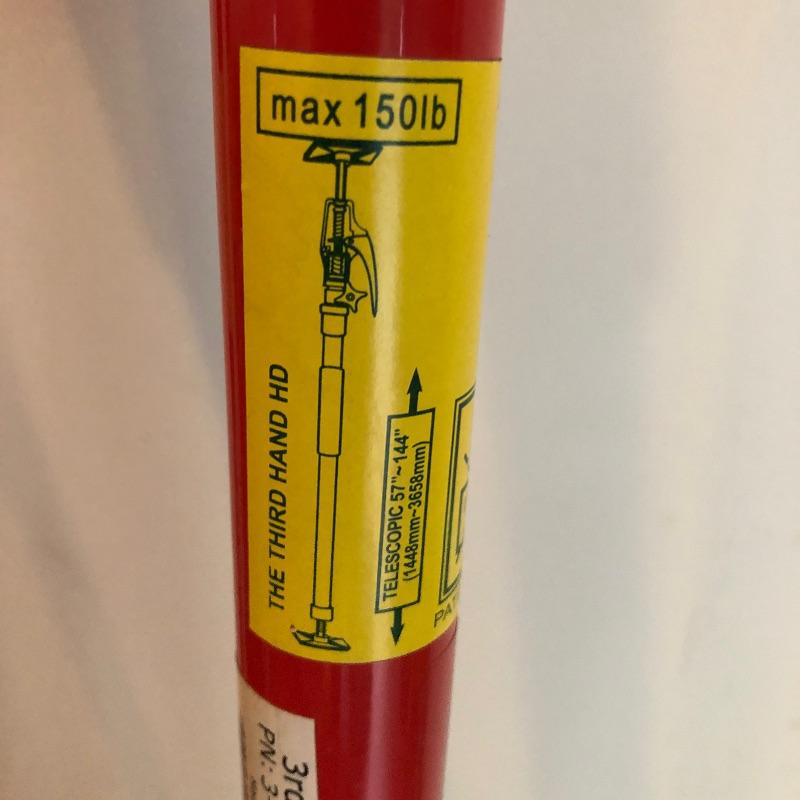 max 150lb
THE THIRD HAND HD
TELESCOPIC 57"~144"
(1448mm~3658mm)